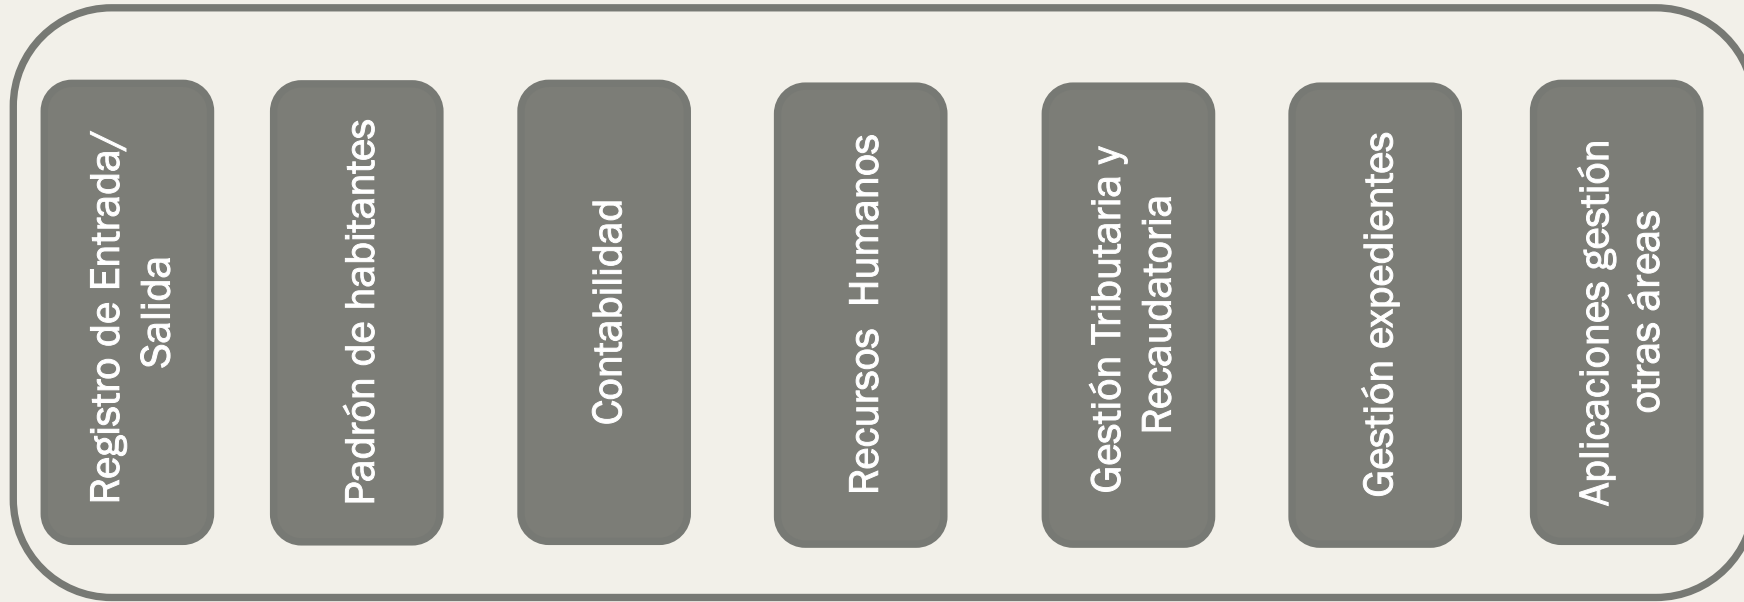 Registro de Entrada/
Salida
Padrón de habitantes
Contabilidad
Recursos  Humanos
Gestión Tributaria y
Recaudatoria
Gestión expedientes
Aplicaciones gestión
otras áreas